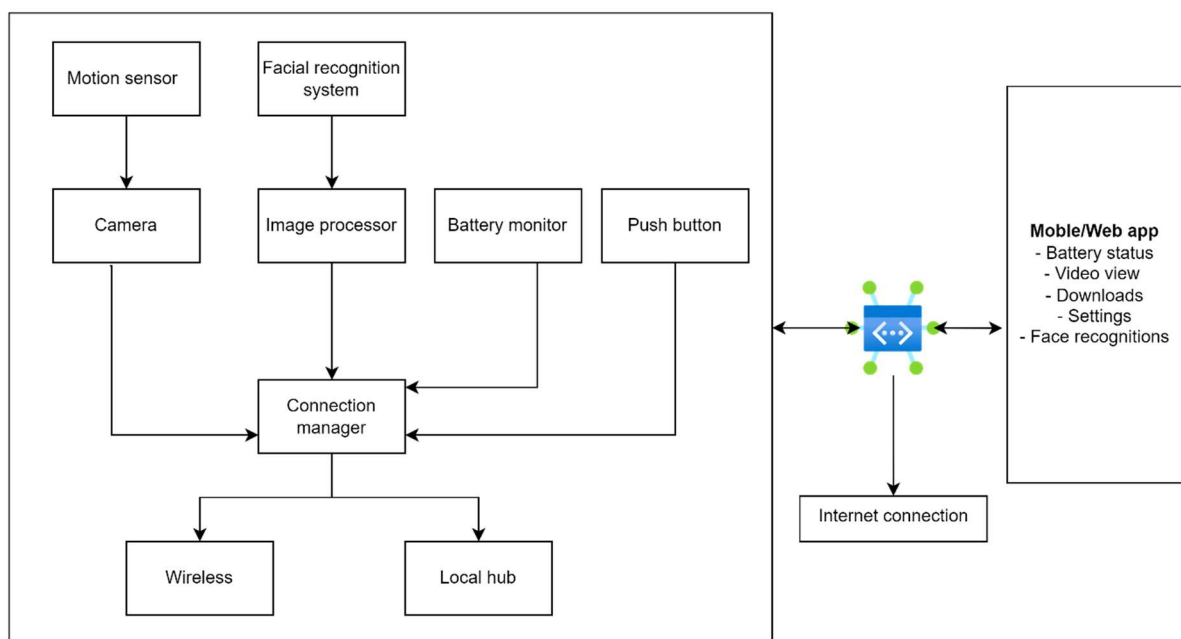 Motion sensor
Facial recognition
system
Camera
Image processor
Battery monitor
Push button
Connection
manager
Wireless
Local hub
Internet connection
Moble/Web app
- Battery status
- Video view
- Downloads
- Settings
- Face recognitions